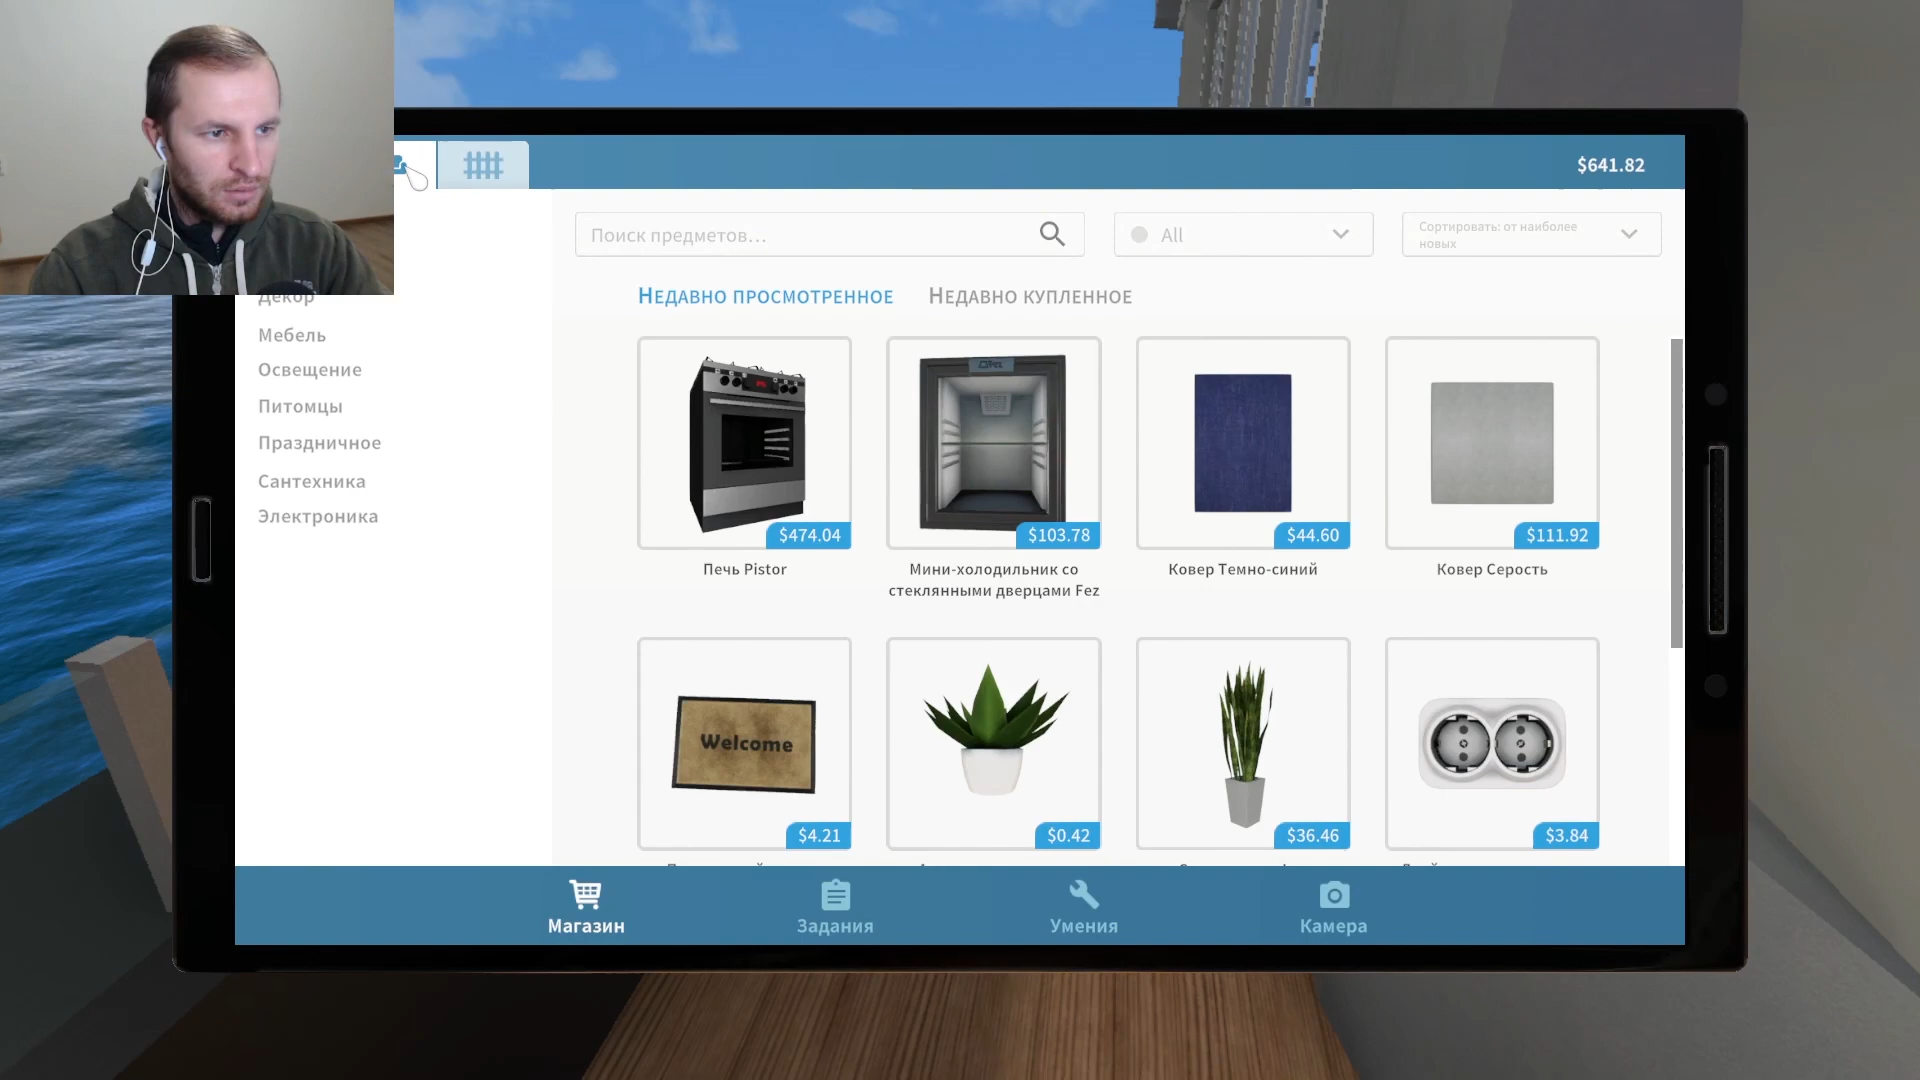 $641.82
Поиск предметов...
All
Сортировать: от наиболее
новых
Недавно просмотренное
Недавно купленное
Декор
Мебель
Освещение
Питомцы
Праздничное
Сантехника
Электроника
$474.04
$103.78
$44.60
$111.92
Печь Pistor
Мини-холодильник со
стеклянными дверцами Fez
Ковер Темно-синий
Ковер Серость
Welcome
$4.21
$0.42
$36.46
$3.84
Магазин
Задания
Умения
Камера